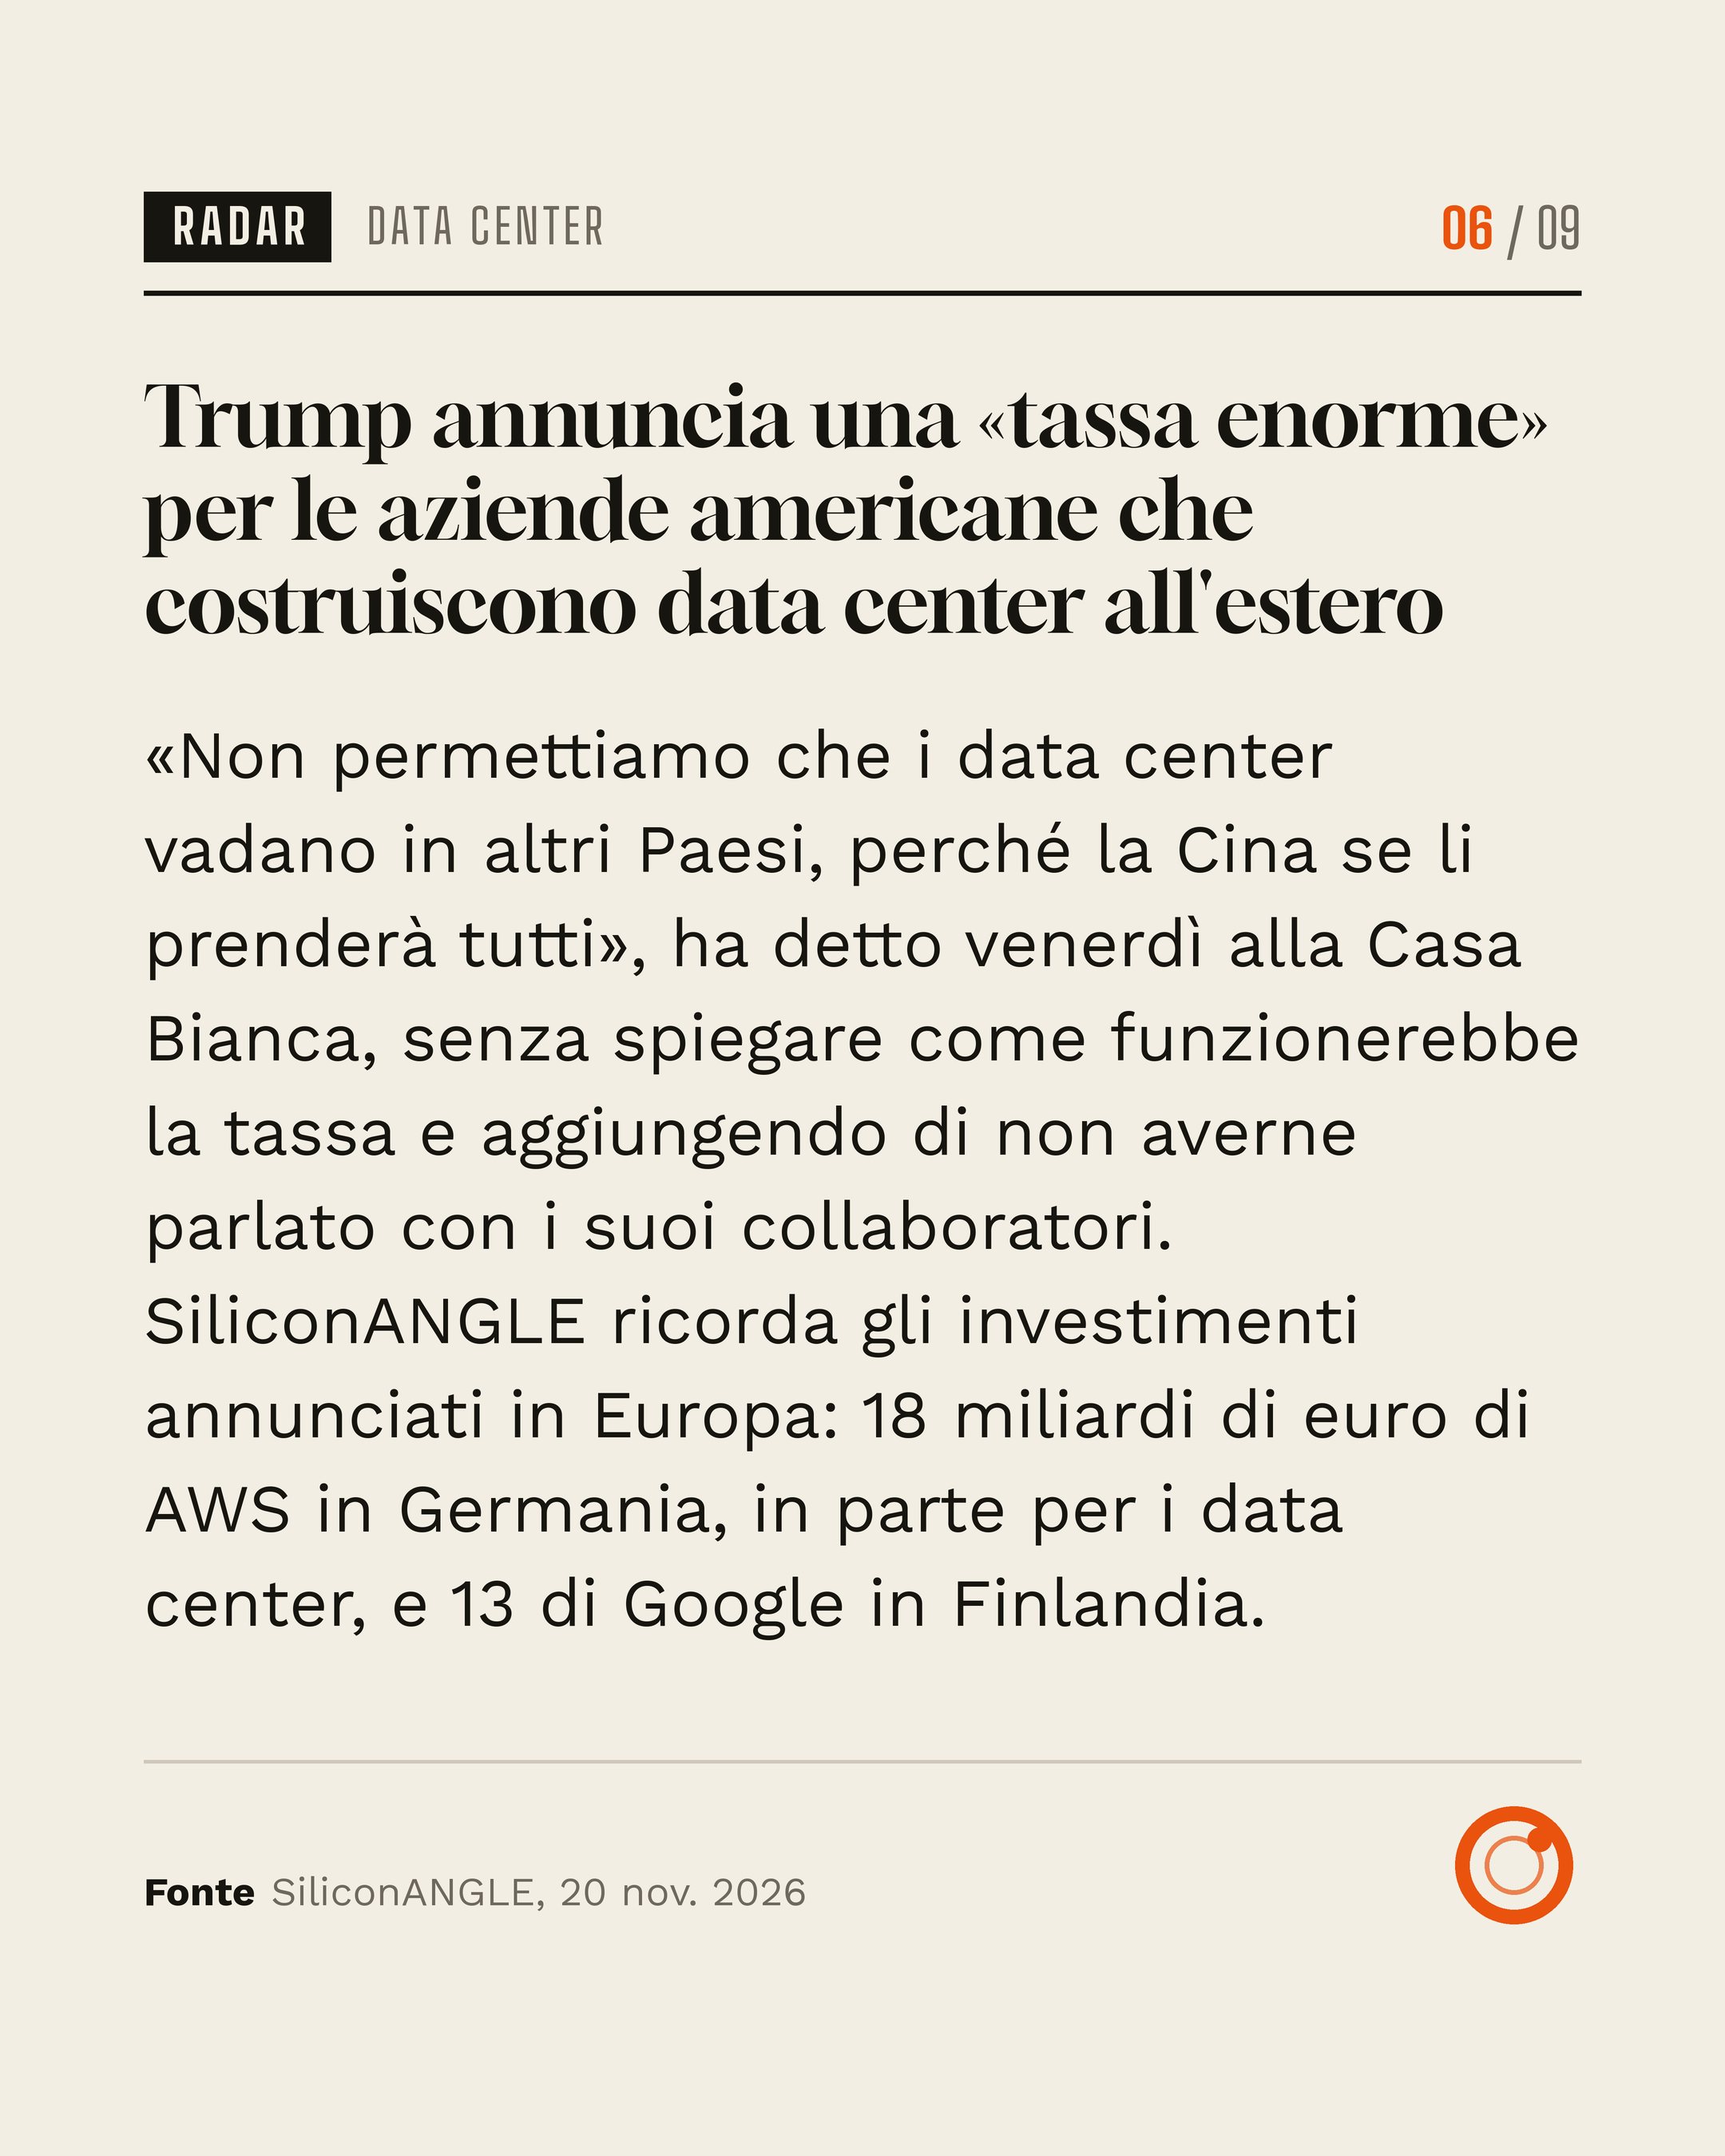 RADAR DATA CENTER 06 / 09
Trump annuncia una «tassa enorme»
per le aziende americane che
costruiscono data center all'estero
«Non permettiamo che i data center
vadano in altri Paesi, perché la Cina se li
prenderà tutti», ha detto venerdì alla Casa
Bianca, senza spiegare come funzionerebbe
la tassa e aggiungendo di non averne
parlato con i suoi collaboratori.
SiliconANGLE ricorda gli investimenti
annunciati in Europa: 18 miliardi di euro di
AWS in Germania, in parte per i data
center, e 13 di Google in Finlandia.
Fonte SiliconANGLE, 20 nov. 2026